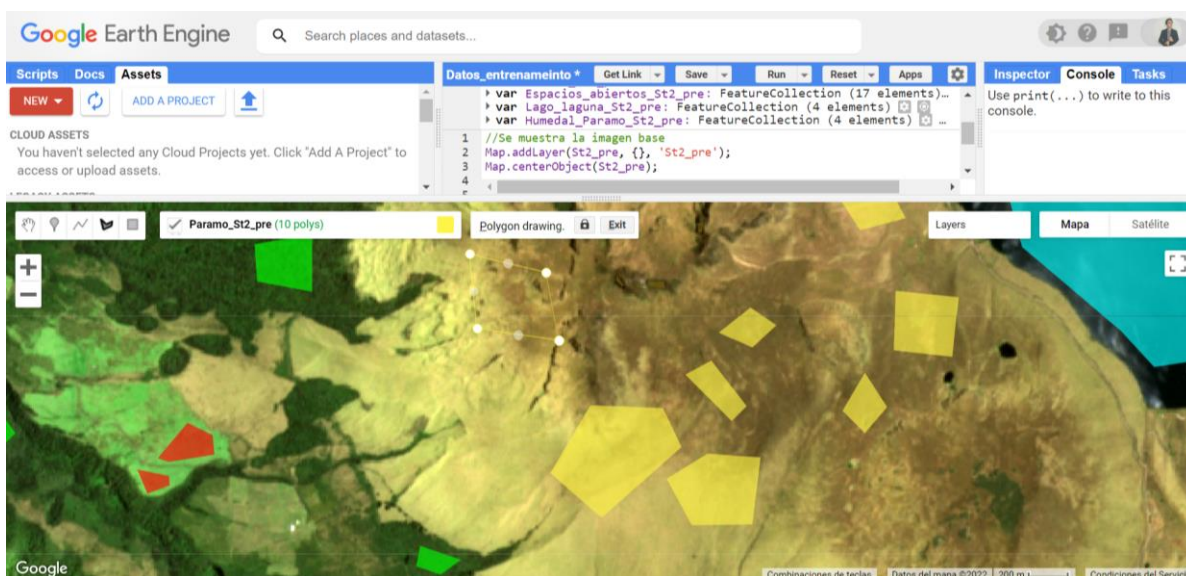 Google Earth Engine
Search places and datasets...
Scripts Docs Assets
NEW
ADD A PROJECT
CLOUD ASSETS
You haven't selected any Cloud Projects yet. Click "Add A Project" to
access or upload assets.
Datos_entrenameinto *
Get Link
Save
Run
Reset
Apps
var Espacios_abiertos_St2_pre: FeatureCollection (17 elements)…
var Lago_laguna_St2_pre: FeatureCollection (4 elements)
var Humedal_Paramo_St2_pre: FeatureCollection (4 elements) …
1 //Se muestra la imagen base
2 Map.addLayer(St2_pre, {}, 'St2_pre');
3 Map.centerObject(St2_pre);
4
Inspector Console Tasks
Use print(...) to write to this
console.
Paramo_St2_pre (10 polys)
Polygon drawing. Exit
Layers
Mapa Satélite
Google
Combinaciones de teclas Datos del mapa ©2022 200 m Condiciones del Servici